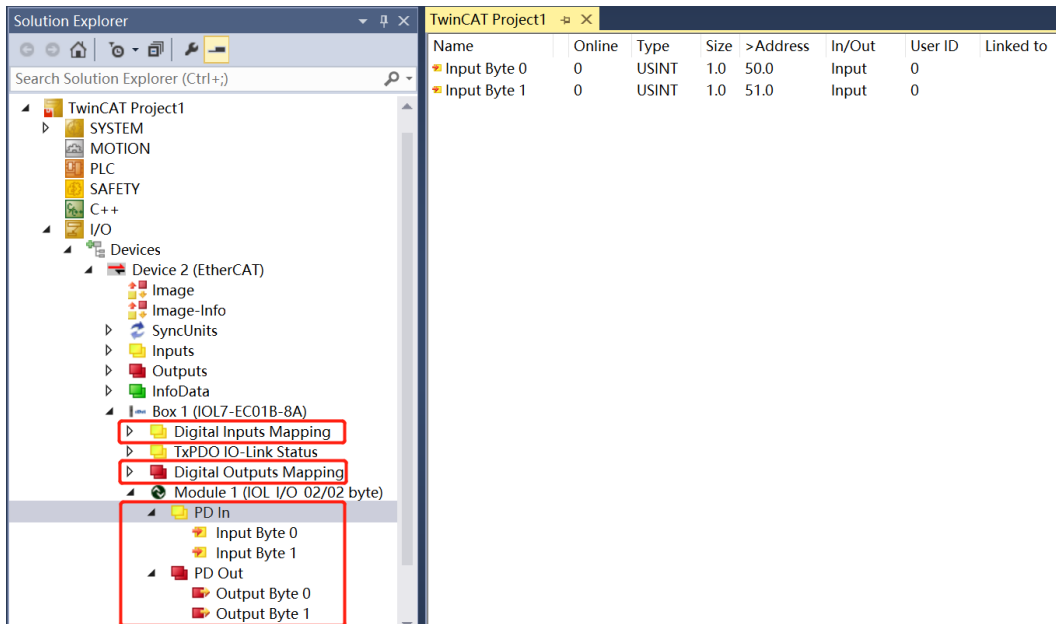 Solution Explorer
Search Solution Explorer (Ctrl+;)
TwinCAT Project1
SYSTEM
MOTION
PLC
SAFETY
C++
I/O
Devices
Device 2 (EtherCAT)
Image
Image-Info
SyncUnits
Inputs
Outputs
InfoData
Box 1 (IOL7-EC01B-8A)
Digital Inputs Mapping
TxPDO IO-Link Status
Digital Outputs Mapping
Module 1 (IOL I/O 02/02 byte)
PD In
Input Byte 0
Input Byte 1
PD Out
Output Byte 0
Output Byte 1
TwinCAT Project1
Name Online Type Size >Address In/Out User ID Linked to
Input Byte 0 0 USINT 1.0 50.0 Input 0
Input Byte 1 0 USINT 1.0 51.0 Input 0